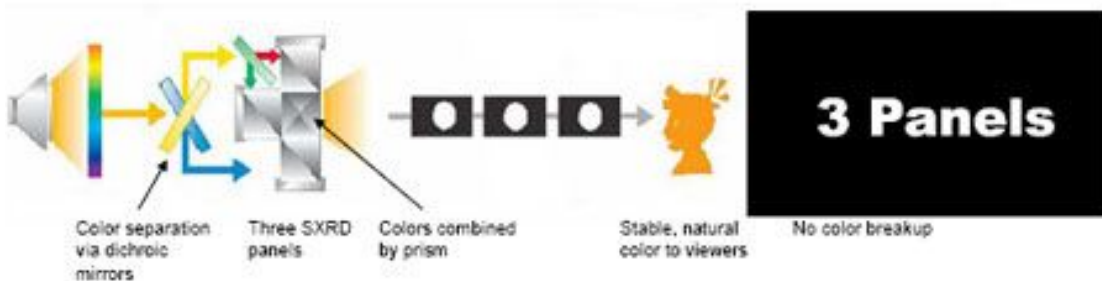 3 Panels
Color separation
via dichroic
mirrors
Three SXRD
panels
Colors combined
by prism
Stable, natural
color to viewers
No color breakup